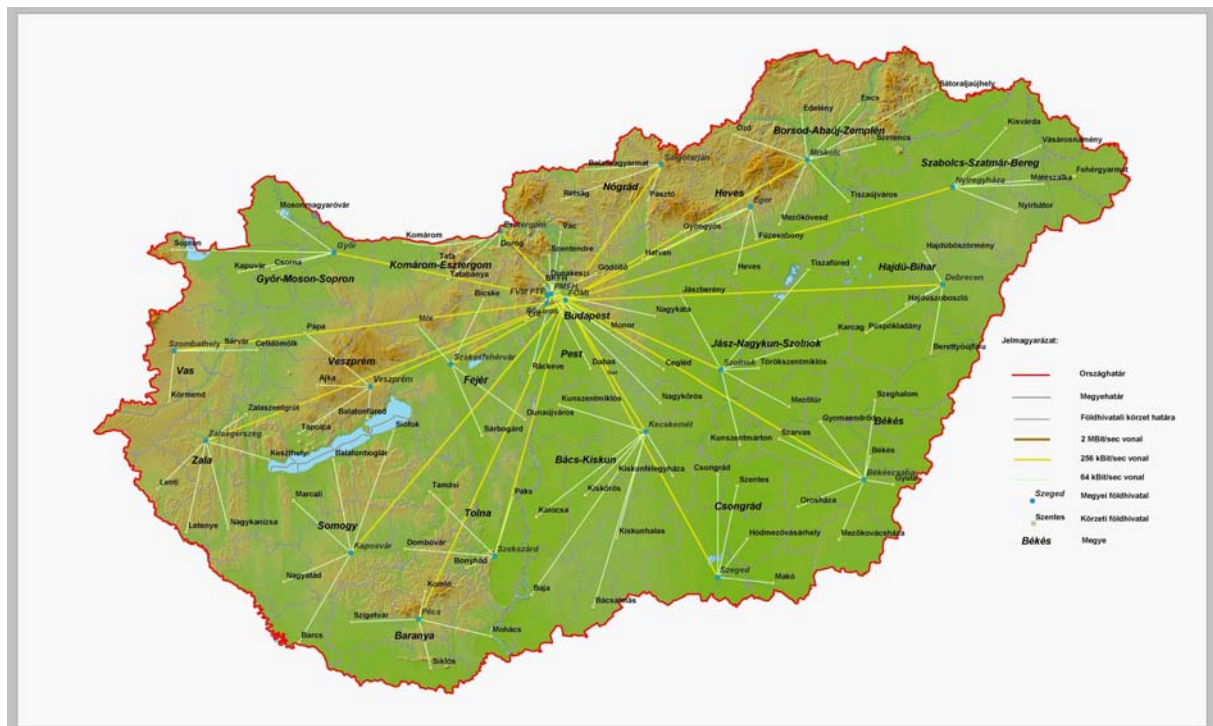 Sátoraljaújhely
Encs
Edelény
Kisvárda
Ózd
Borsod-Abaúj-Zemplén
Szerencs
Vásárosnamény
Miskolc
Szabolcs-Szatmár-Bereg
Balassagyarmat
Salgótarján
Fehérgyarmat
Mátészalka
Nyíregyháza
Nógrád
Heves
Rétság
Pásztó
Tiszaújváros
Eger
Nyírbátor
Mosonmagyaróvár
Mezőkövesd
Esztergom
Vác
Gyöngyös
Komárom
Füzesabony
Sopron
Győr
Dorog
Szentendre
Hajdúböszörmény
Tata
Hatvan
Kapuvár
Csorna
Komárom-Esztergom
Gödöllő
Heves
Tiszafüred
Hajdú-Bihar
Tatabánya
Dunakeszi
Győr-Moson-Sopron
BRFH
Debrecen
FVM
PMFH
Bicske
FÖMI
Jászberény
Hajdúszoboszló
Érd
Budapest
Nagykáta
Mór
Monor
Karcag
Püspökladány
Pápa
Szombathely
Sárvár
Celldömölk
Jász-Nagykun-Szolnok
Berettyóújfalu
Jelmagyarázat:
Székesfehérvár
Pest
Veszprém
Dabas
Cegléd
Szolnok
Törökszentmiklós
Vas
Ráckeve
Országhatár
Ajka
Veszprém
Fejér
Körmend
Kunszentmiklós
Nagykőrös
Szeghalom
Megyehatár
Zalaszentgrót
Balatonfüred
Dunaújváros
Mezőtúr
Gyomaendrőd
Földhivatali körzet határa
Siófok
Békés
Tapolca
Sárbogárd
Kecskemét
Zalaegerszeg
Kunszentmárton
Szarvas
2 MBit/sec vonal
Keszthely
Balatonboglár
Békés
Zala
Bács-Kiskun
256 kBit/sec vonal
Kiskunfélegyháza
Csongrád
Békéscsaba
Lenti
Tamási
Szentes
Gyula
64 kBit/sec vonal
Marcali
Paks
Kiskőrös
Orosháza
Szeged
Megyei földhivatal
Csongrád
Letenye
Nagykanizsa
Somogy
Tolna
Kalocsa
Szentes
Körzeti földhivatal
Kiskunhalas
Hódmezővásárhely
Mezőkovácsháza
Békés
Megye
Kaposvár
Dombóvár
Szekszárd
Bonyhád
Szeged
Nagyatád
Makó
Komló
Baja
Bácsalmás
Szigetvár
Pécs
Barcs
Baranya
Mohács
Siklós